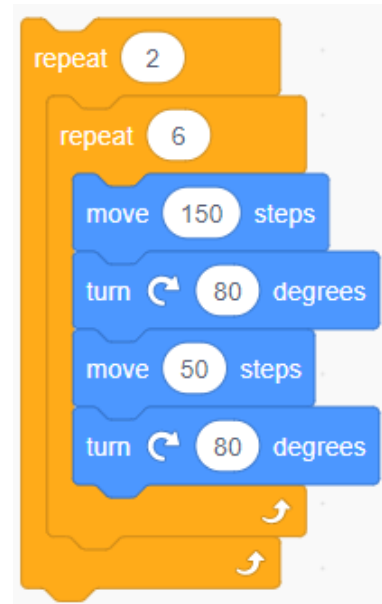 repeat 2
repeat 6
move 150 steps
turn 80 degrees
move 50 steps
turn 80 degrees